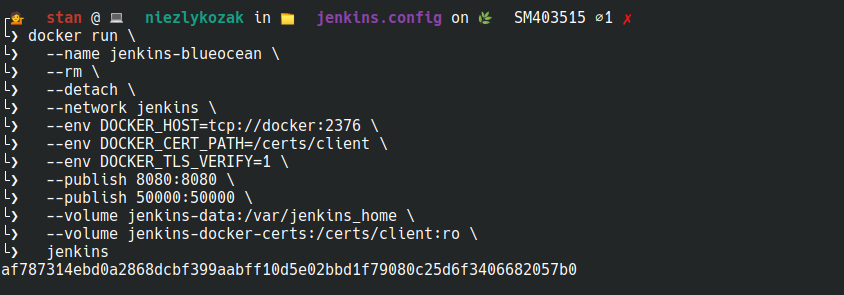 stan @ niezlykozak in jenkins.config on SM403515 ⌀1 ✗
❯ docker run \
❯ --name jenkins-blueocean \
❯ --rm \
❯ --detach \
❯ --network jenkins \
❯ --env DOCKER_HOST=tcp://docker:2376 \
❯ --env DOCKER_CERT_PATH=/certs/client \
❯ --env DOCKER_TLS_VERIFY=1 \
❯ --publish 8080:8080 \
❯ --publish 50000:50000 \
❯ --volume jenkins-data:/var/jenkins_home \
❯ --volume jenkins-docker-certs:/certs/client:ro \
❯ jenkins
af787314ebd0a2868dcbf399aabff10d5e02bbd1f79080c25d6f3406682057b0